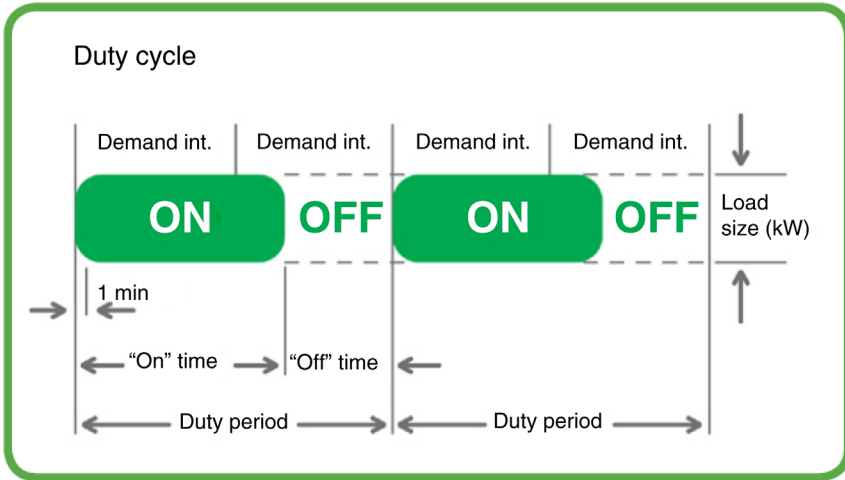 Duty cycle
Demand int. Demand int. Demand int. Demand int.
ON OFF ON OFF
Load
size (kW)
1 min
“On” time “Off” time
Duty period Duty period